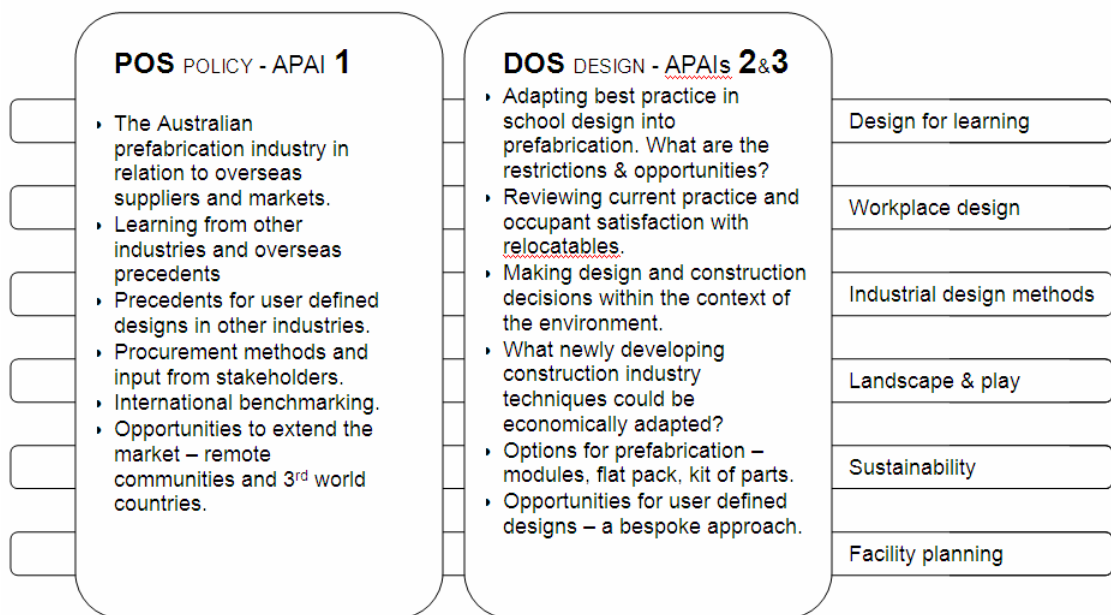 POS POLICY - APAI 1
The Australian
prefabrication industry in
relation to overseas
suppliers and markets.
Learning from other
industries and overseas
precedents
Precedents for user defined
designs in other industries.
Procurement methods and
input from stakeholders.
International benchmarking.
Opportunities to extend the
market – remote
communities and 3rd world
countries.
DOS DESIGN - APAIs 2&3
Adapting best practice in
school design into
prefabrication. What are the
restrictions & opportunities?
Reviewing current practice and
occupant satisfaction with
relocatables.
Making design and construction
decisions within the context of
the environment.
What newly developing
construction industry
techniques could be
economically adapted?
Options for prefabrication –
modules, flat pack, kit of parts.
Opportunities for user defined
designs – a bespoke approach.
Design for learning
Workplace design
Industrial design methods
Landscape & play
Sustainability
Facility planning